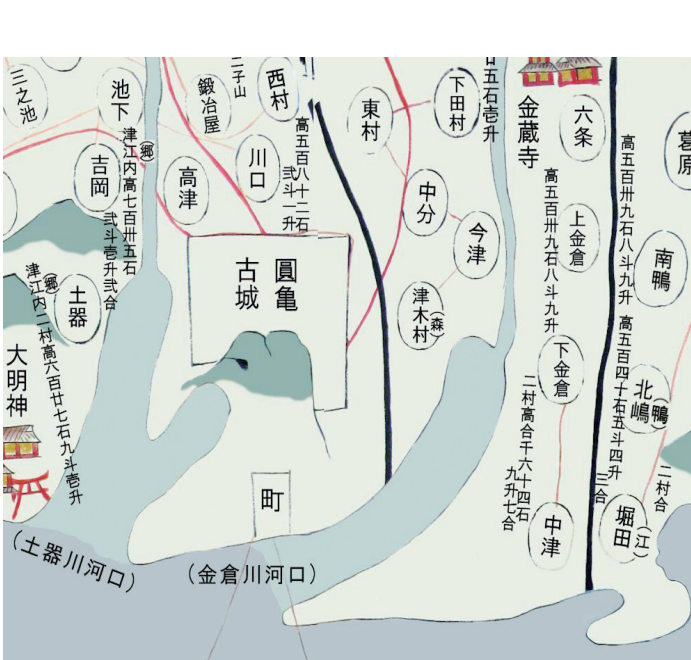 三之池
池下
鍛冶屋
二子山
西村
東村
下田村
廿五石壱升
金蔵寺
六条
葛原
吉岡
津江内高七百卅五石
(郷)
弐斗壱升弐合
高津
川口
高五百八十二石
弐斗一升
中分
今津
津木村
(森)
高五百卅九石八斗九升
上金倉
高五百卅九石八斗九升
南鴨
土器
津江内二村高六百廿七石九斗壱升
(郷)
圓亀
古城
大明神
下金倉
二村高合千六十四石
九升七合
中津
高五百四十石五斗四升
三合
北嶋
(鴨)
二村合
堀田
(江)
町
(土器川河口)
(金倉川河口)